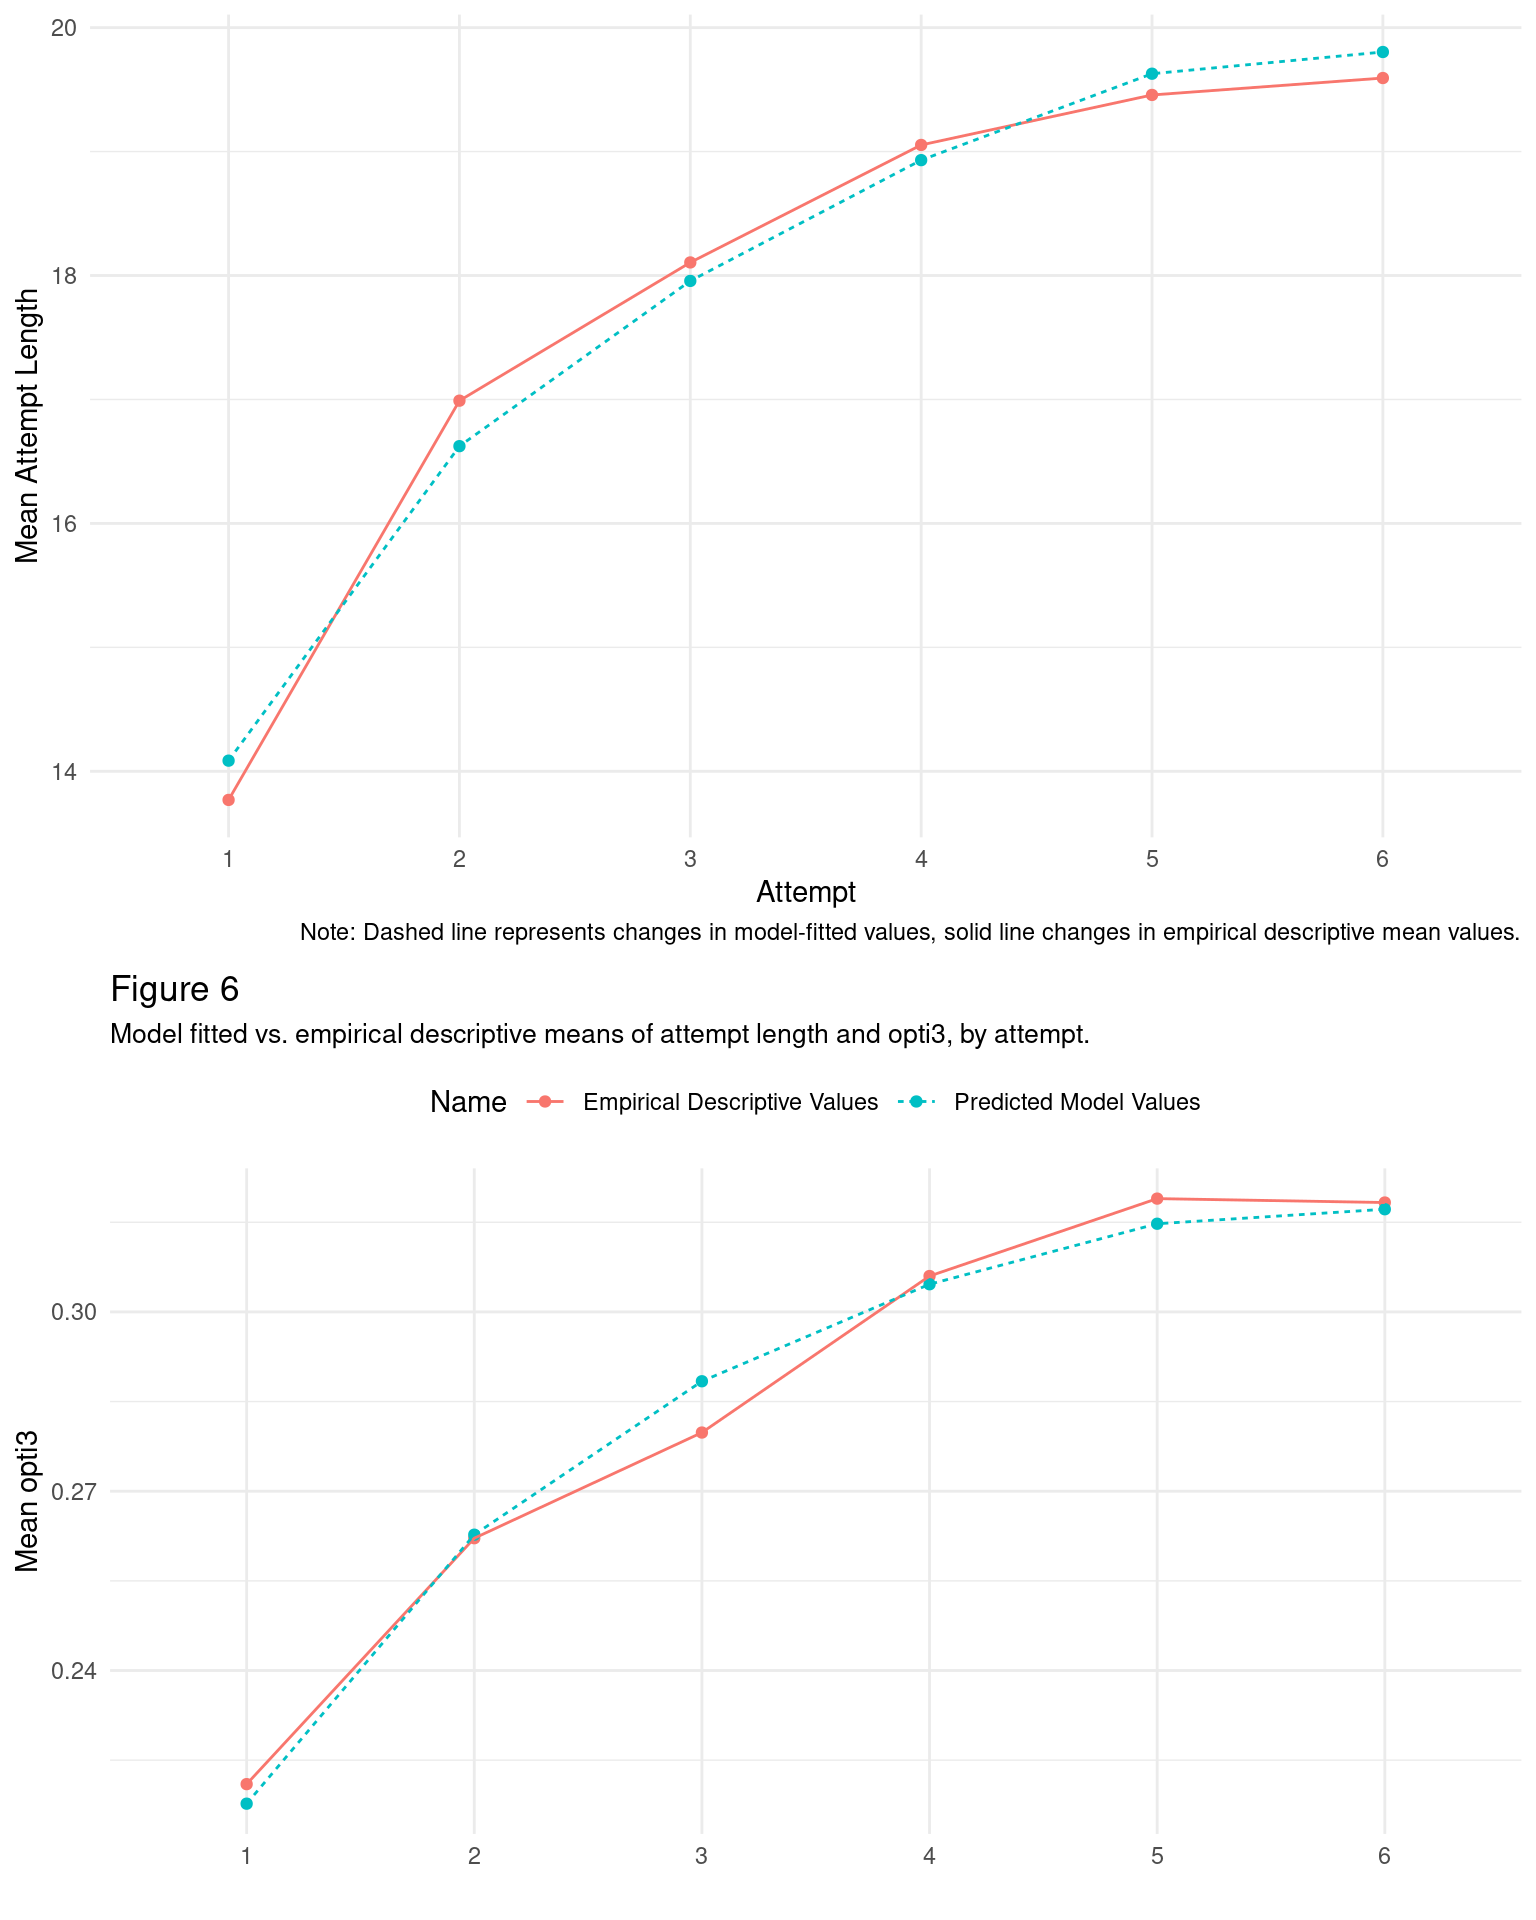 20
18
16
14
Mean Attempt Length
1 2 3 4 5 6
Attempt
Note: Dashed line represents changes in model-fitted values, solid line changes in empirical descriptive mean values.
Figure 6
Model fitted vs. empirical descriptive means of attempt length and opti3, by attempt.
Name Empirical Descriptive Values Predicted Model Values
0.30
0.27
0.24
Mean opti3
1 2 3 4 5 6